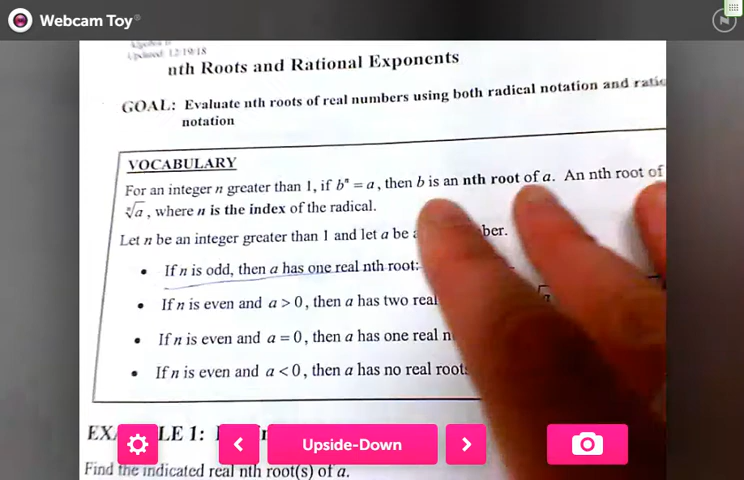 Webcam Toy
Updated: 12/19/18
nth Roots and Rational Exponents
GOAL: Evaluate nth roots of real numbers using both radical notation and
notation
VOCABULARY
For an integer n greater than 1, if bⁿ = a, then b is an nth root of a. An nth root of
ⁿ√a, where n is the index of the radical.
Let n be an integer greater than 1 and let a be
• If n is odd, then a has one real nth root:
• If n is even and a > 0, then a has two real
• If n is even and a = 0, then a has one real
• If n is even and a < 0, then a has no real
LE 1:
Upside-Down
Find the indicated real nth root(s) of a.